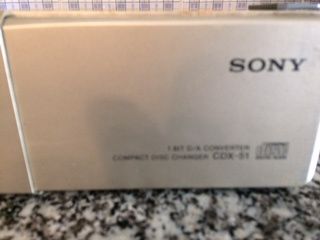 SONY
1-BIT D/A CONVERTER
COMPACT DISC CHANGER CDX-51